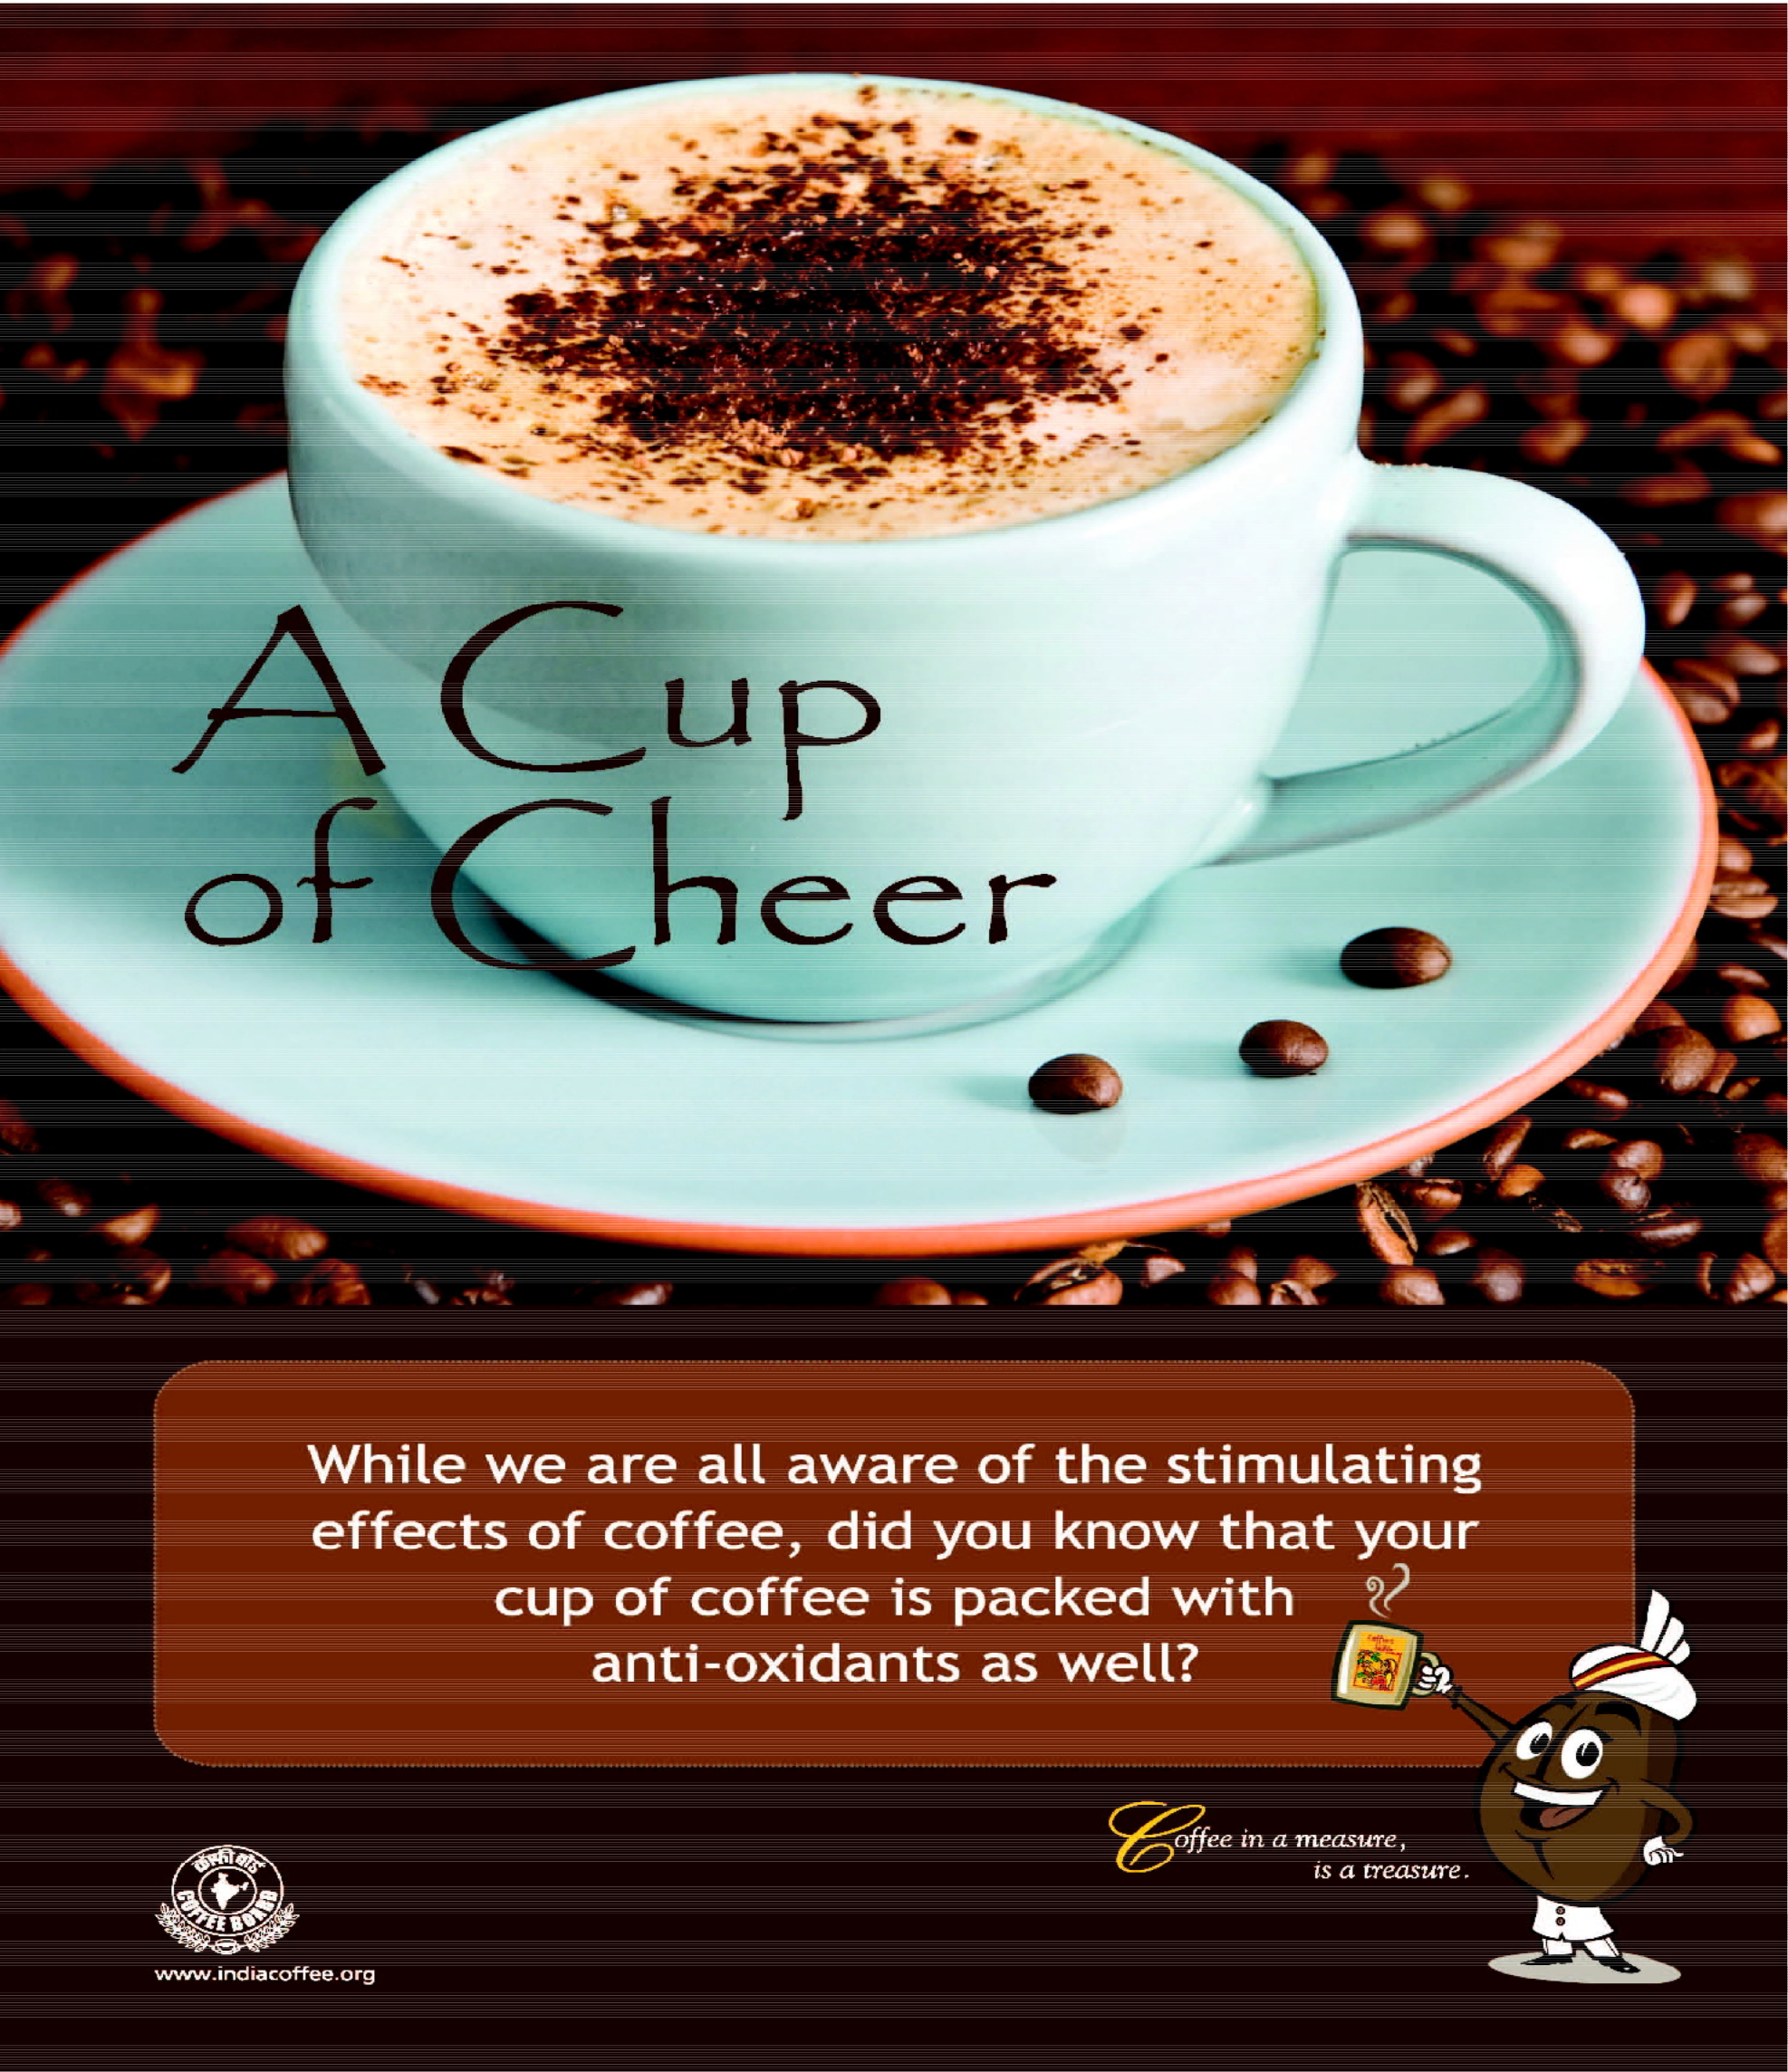 A Cup
of Cheer
While we are all aware of the stimulating
effects of coffee, did you know that your
cup of coffee is packed with
anti-oxidants as well?
Coffee in a measure,
is a treasure.
कॉफी बोर्ड
COFFEE BOARD
www.indiacoffee.org